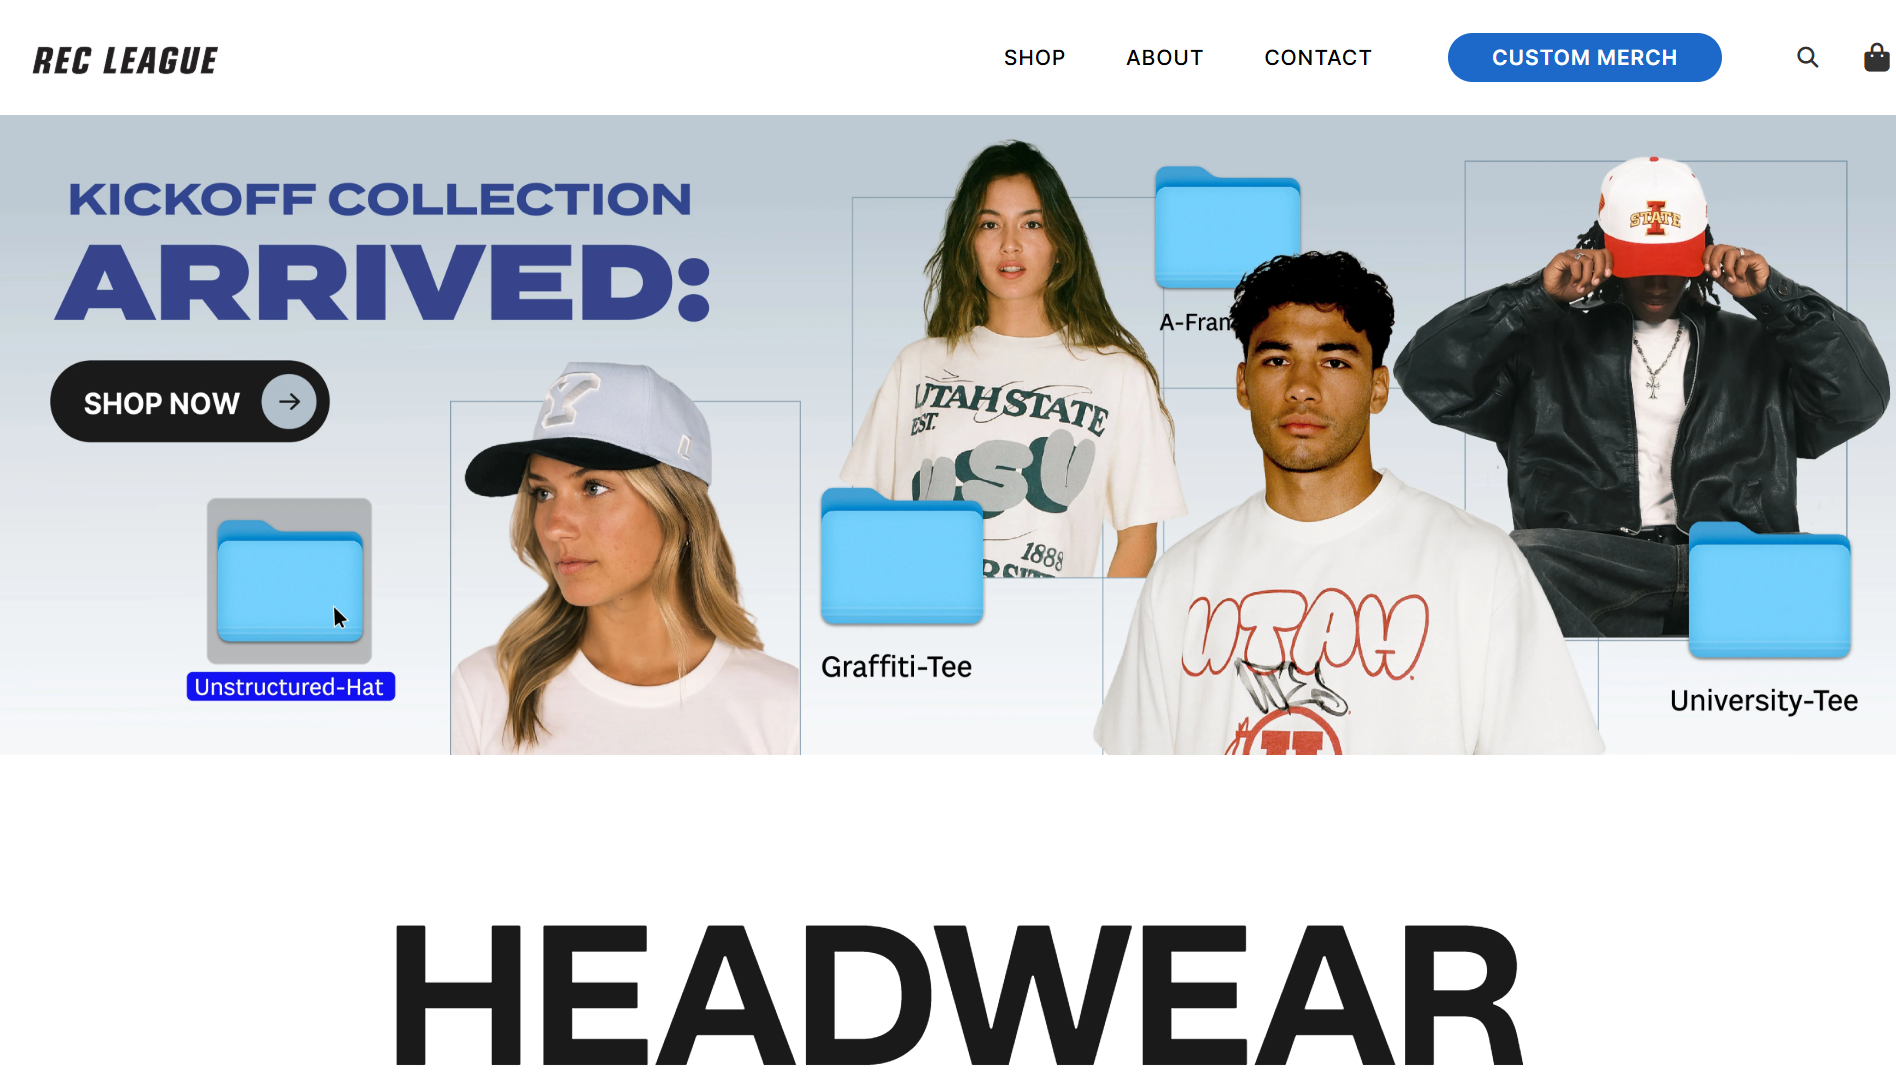 REC LEAGUE
SHOP
ABOUT
CONTACT
CUSTOM MERCH
KICKOFF COLLECTION
ARRIVED:
SHOP NOW
Unstructured-Hat
Y
UTAH STATE
EST.
USU
1888
Graffiti-Tee
UTAH
UTES
U
I
STATE
University-Tee
HEADWEAR